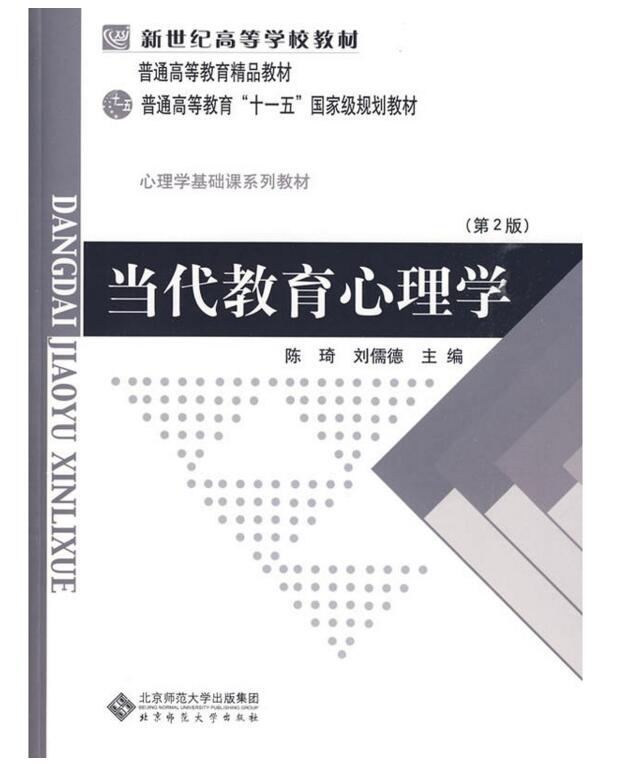 新世纪高等学校教材
普通高等教育精品教材
十一五
普通高等教育“十一五”国家级规划教材
心理学基础课系列教材
(第2版)
当代教育心理学
陈 琦 刘儒德 主 编
DANGDAI JIAOYU XINLIXUE
北京师范大学出版集团
BEIJING NORMAL UNIVERSITY PUBLISHING GROUP
北京师范大学出版社